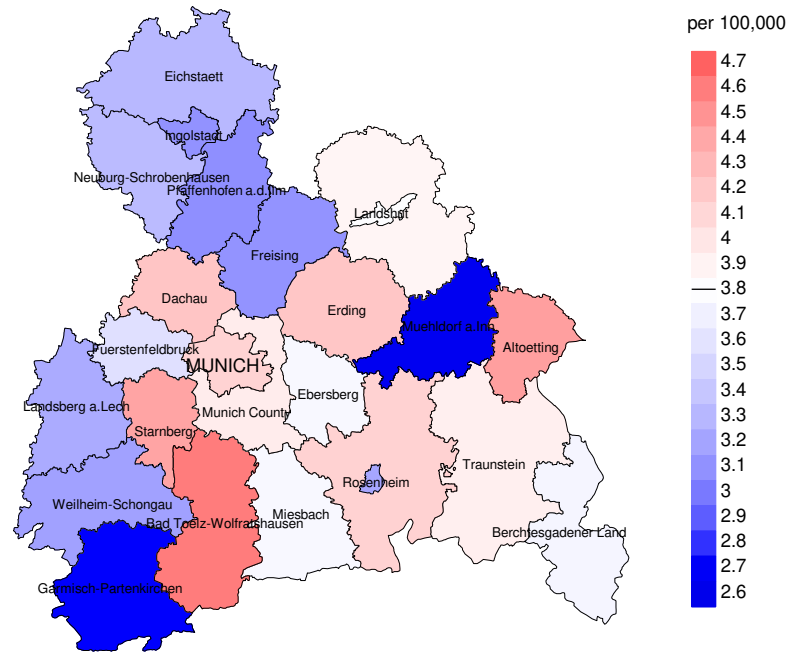 per 100,000
4.7
4.6
4.5
4.4
4.3
4.2
4.1
4
3.9
3.8
3.7
3.6
3.5
3.4
3.3
3.2
3.1
3
2.9
2.8
2.7
2.6
Eichstaett
Ingolstadt
Neuburg-Schrobenhausen
Pfaffenhofen a.d.Ilm
Landshut
Freising
Dachau
Erding
Muehldorf a.Inn
Altoetting
Fuerstenfeldbruck
MUNICH
Ebersberg
Landsberg a.Lech
Munich County
Starnberg
Traunstein
Rosenheim
Weilheim-Schongau
Miesbach
Bad Toelz-Wolfratshausen
Berchtesgadener Land
Garmisch-Partenkirchen